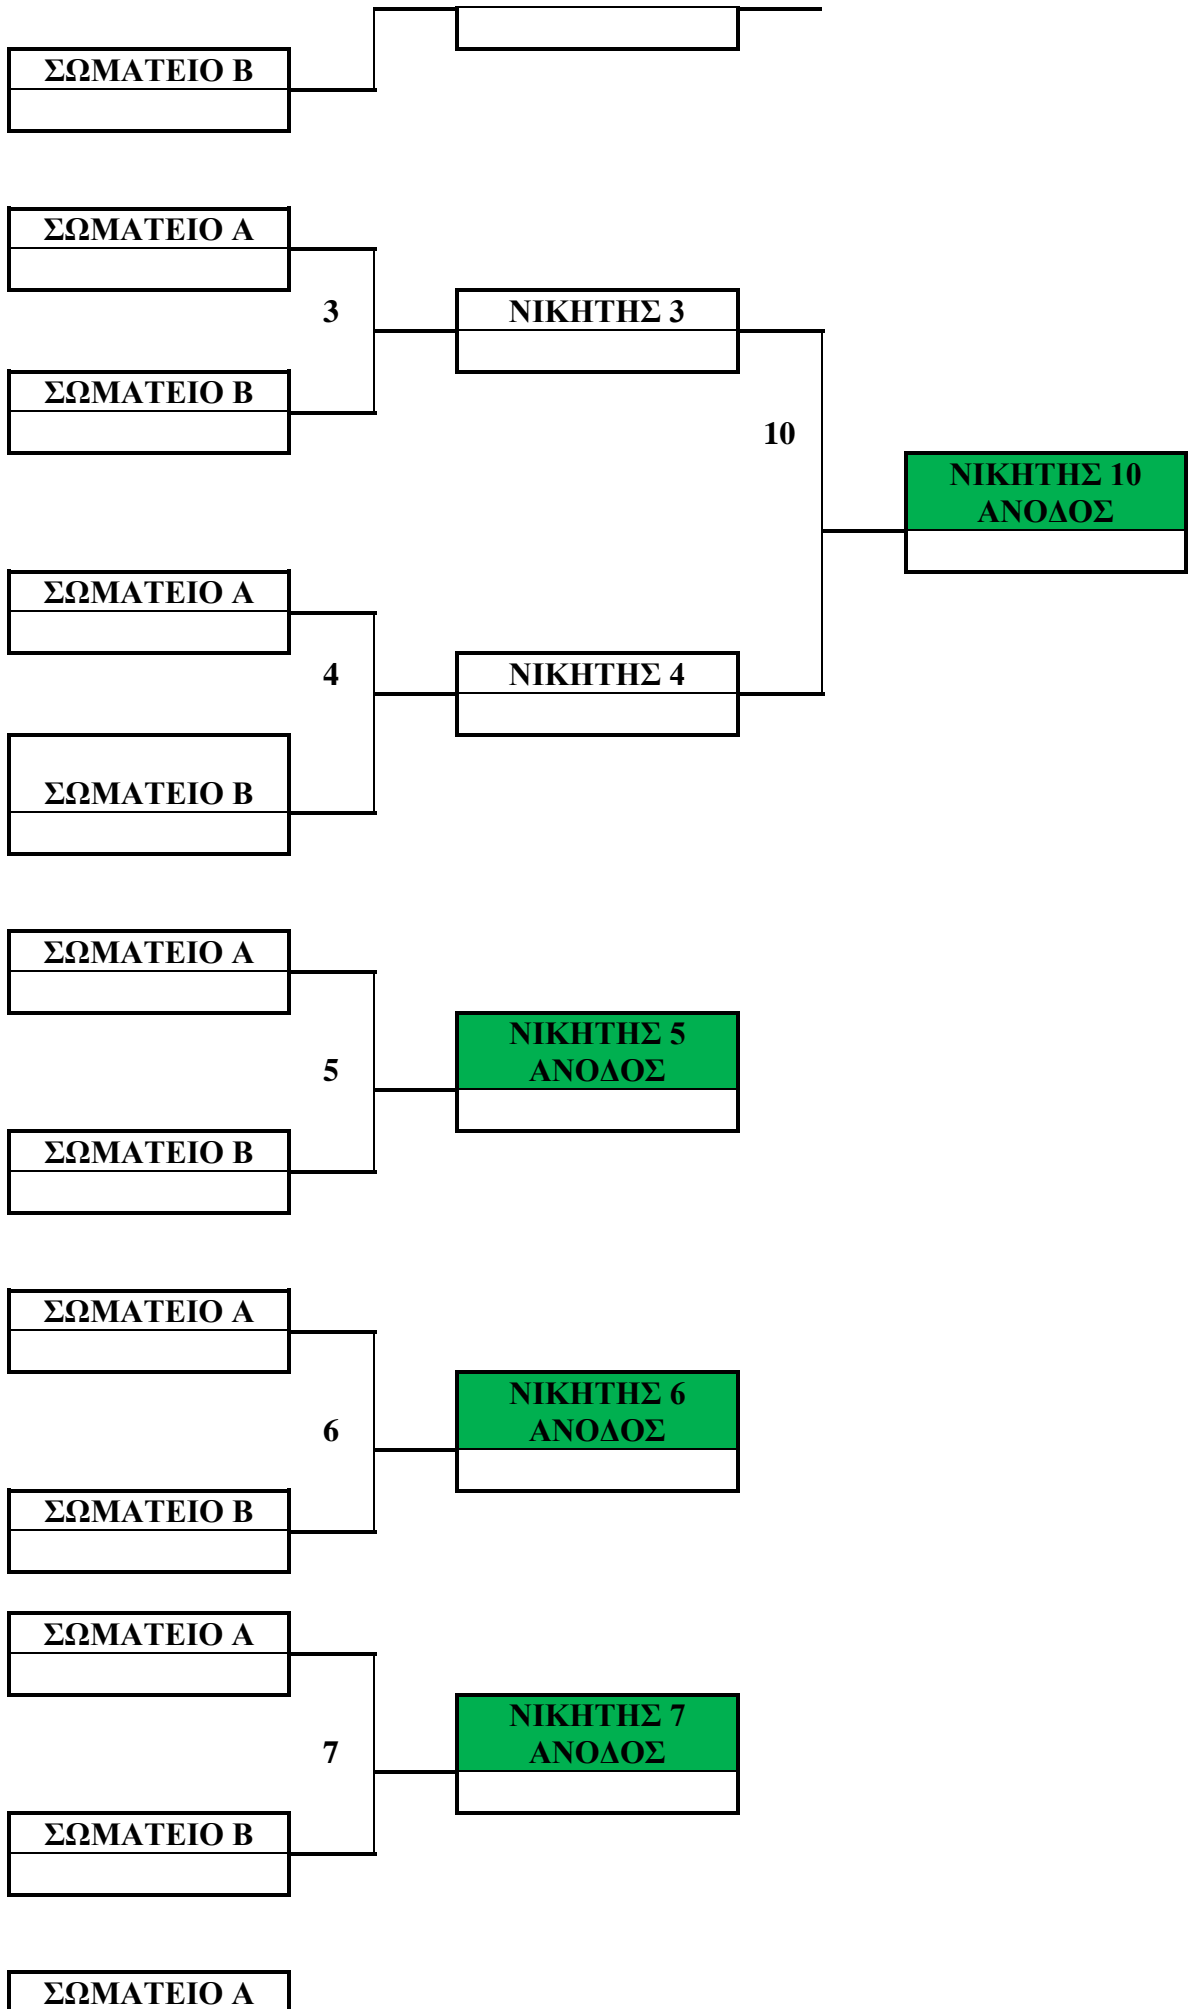 ΣΩΜΑΤΕΙΟ Β
ΣΩΜΑΤΕΙΟ Α
3
ΝΙΚΗΤΗΣ 3
ΣΩΜΑΤΕΙΟ Β
10
ΝΙΚΗΤΗΣ 10
ΑΝΟΔΟΣ
ΣΩΜΑΤΕΙΟ Α
4
ΝΙΚΗΤΗΣ 4
ΣΩΜΑΤΕΙΟ Β
ΣΩΜΑΤΕΙΟ Α
5
ΝΙΚΗΤΗΣ 5
ΑΝΟΔΟΣ
ΣΩΜΑΤΕΙΟ Β
ΣΩΜΑΤΕΙΟ Α
6
ΝΙΚΗΤΗΣ 6
ΑΝΟΔΟΣ
ΣΩΜΑΤΕΙΟ Β
ΣΩΜΑΤΕΙΟ Α
7
ΝΙΚΗΤΗΣ 7
ΑΝΟΔΟΣ
ΣΩΜΑΤΕΙΟ Β
ΣΩΜΑΤΕΙΟ Α